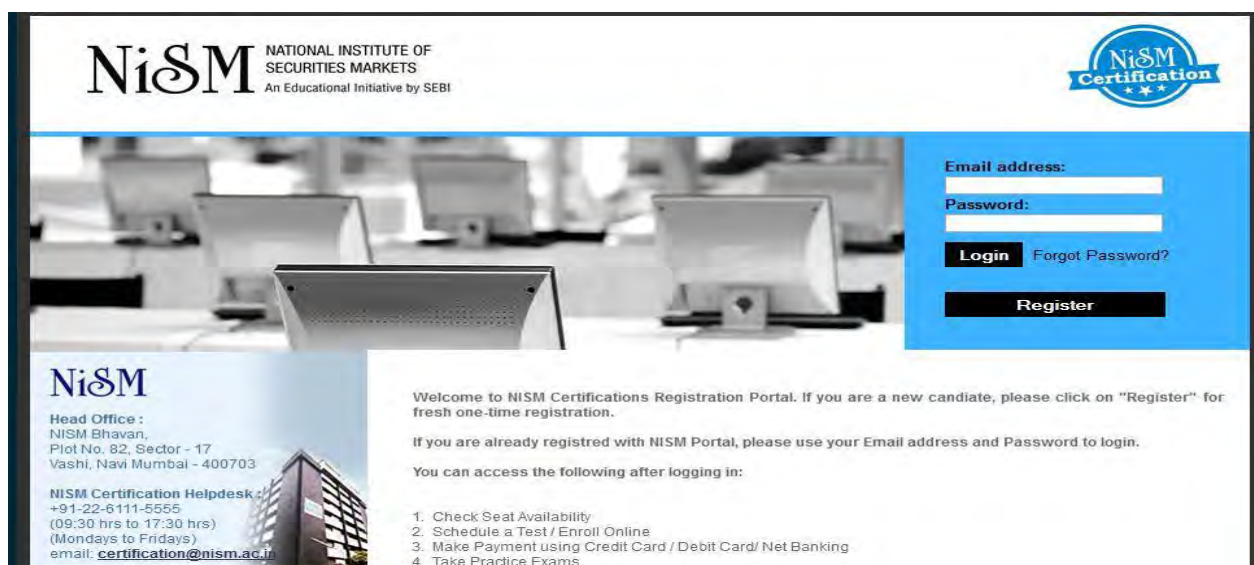 NiSM
NATIONAL INSTITUTE OF
SECURITIES MARKETS
An Educational Initiative by SEBI
NiSM
Certification
Email address:
Password:
Login Forgot Password?
Register
NiSM
Head Office :
NISM Bhavan,
Plot No. 82, Sector - 17
Vashi, Navi Mumbai - 400703
NISM Certification Helpdesk :
+91-22-6111-5555
(09:30 hrs to 17:30 hrs)
(Mondays to Fridays)
email: certification@nism.ac.in
Welcome to NISM Certifications Registration Portal. If you are a new candiate, please click on "Register" for
fresh one-time registration.
If you are already registred with NISM Portal, please use your Email address and Password to login.
You can access the following after logging in:
1. Check Seat Availability
2. Schedule a Test / Enroll Online
3. Make Payment using Credit Card / Debit Card/ Net Banking
4. Take Practice Exams